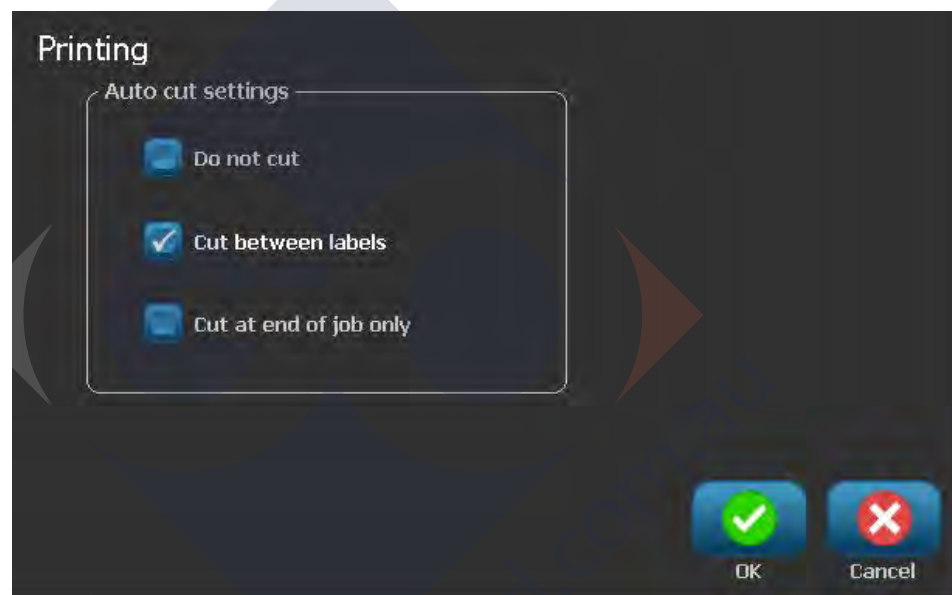 Printing
Auto cut settings
Do not cut
Cut between labels
Cut at end of job only
OK
Cancel